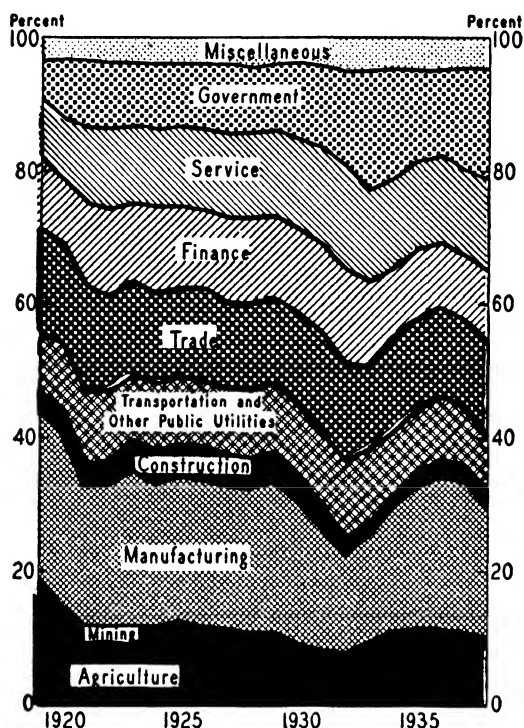 Percent Percent
100 100
Miscellaneous
Government
80 80
Service
Finance
60 60
Trade
Transportation and
Other Public Utilities
40 40
Construction
Manufacturing
20 20
Mining
Agriculture
0 0
1920 1925 1930 1935